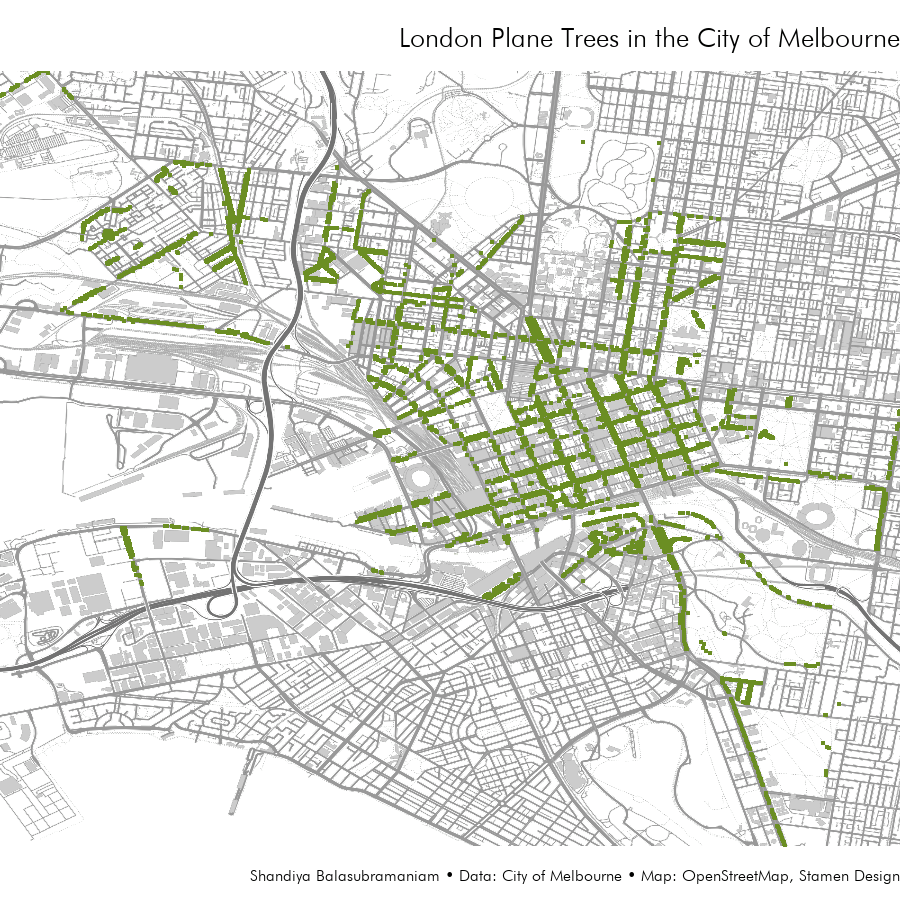 London Plane Trees in the City of Melbourne
Shandiya Balasubramaniam • Data: City of Melbourne • Map: OpenStreetMap, Stamen Design